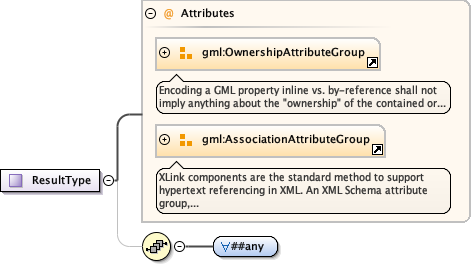 @ Attributes
gml:OwnershipAttributeGroup
Encoding a GML property inline vs. by-reference shall not
imply anything about the "ownership" of the contained or...
gml:AssociationAttributeGroup
XLink components are the standard method to support
hypertext referencing in XML. An XML Schema attribute
group,...
ResultType
∀##any